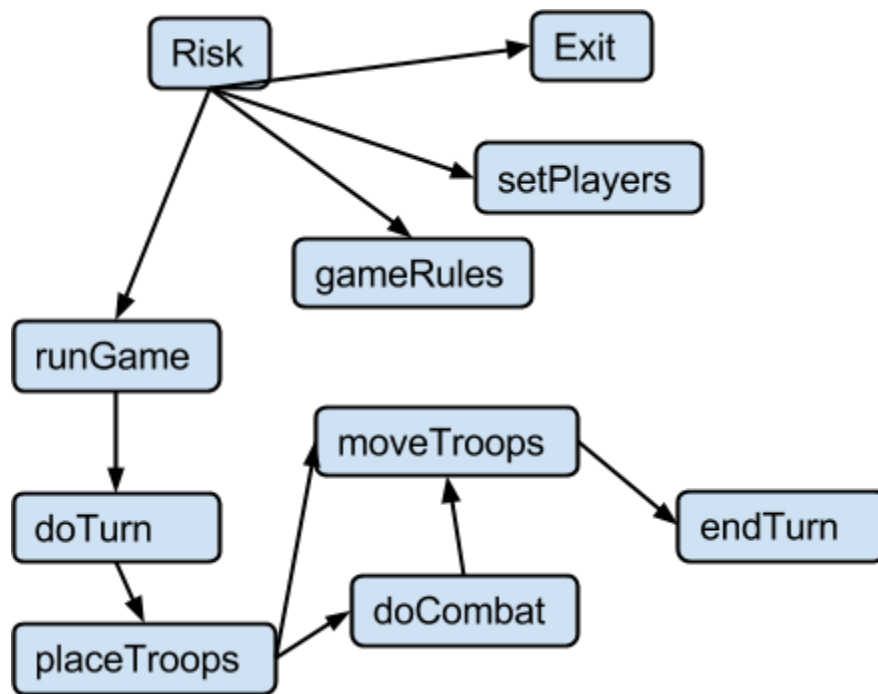 Risk
Exit
setPlayers
gameRules
runGame
moveTroops
doTurn
endTurn
doCombat
placeTroops